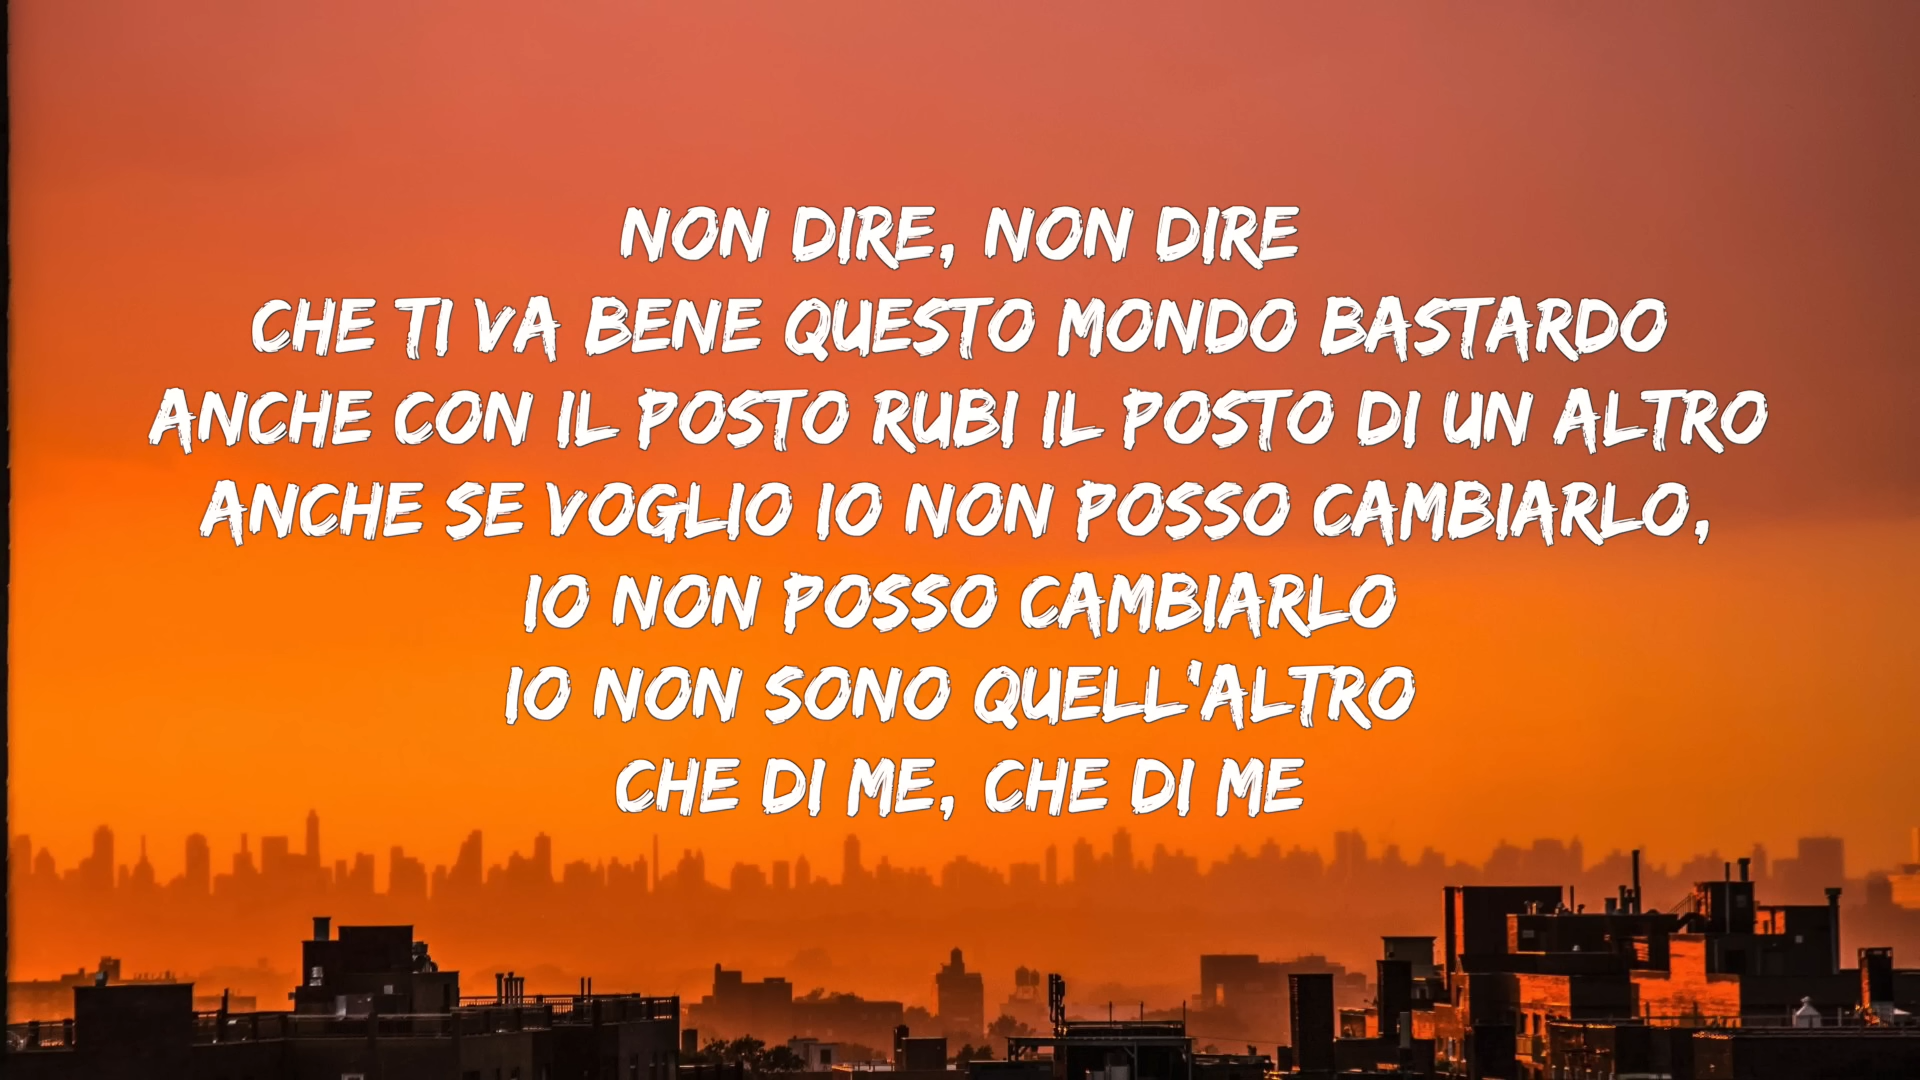 NON DIRE, NON DIRE
CHE TI VA BENE QUESTO MONDO BASTARDO
ANCHE CON IL POSTO RUBI IL POSTO DI UN ALTRO
ANCHE SE VOGLIO IO NON POSSO CAMBIARLO,
IO NON POSSO CAMBIARLO
IO NON SONO QUELL'ALTRO
CHE DI ME, CHE DI ME